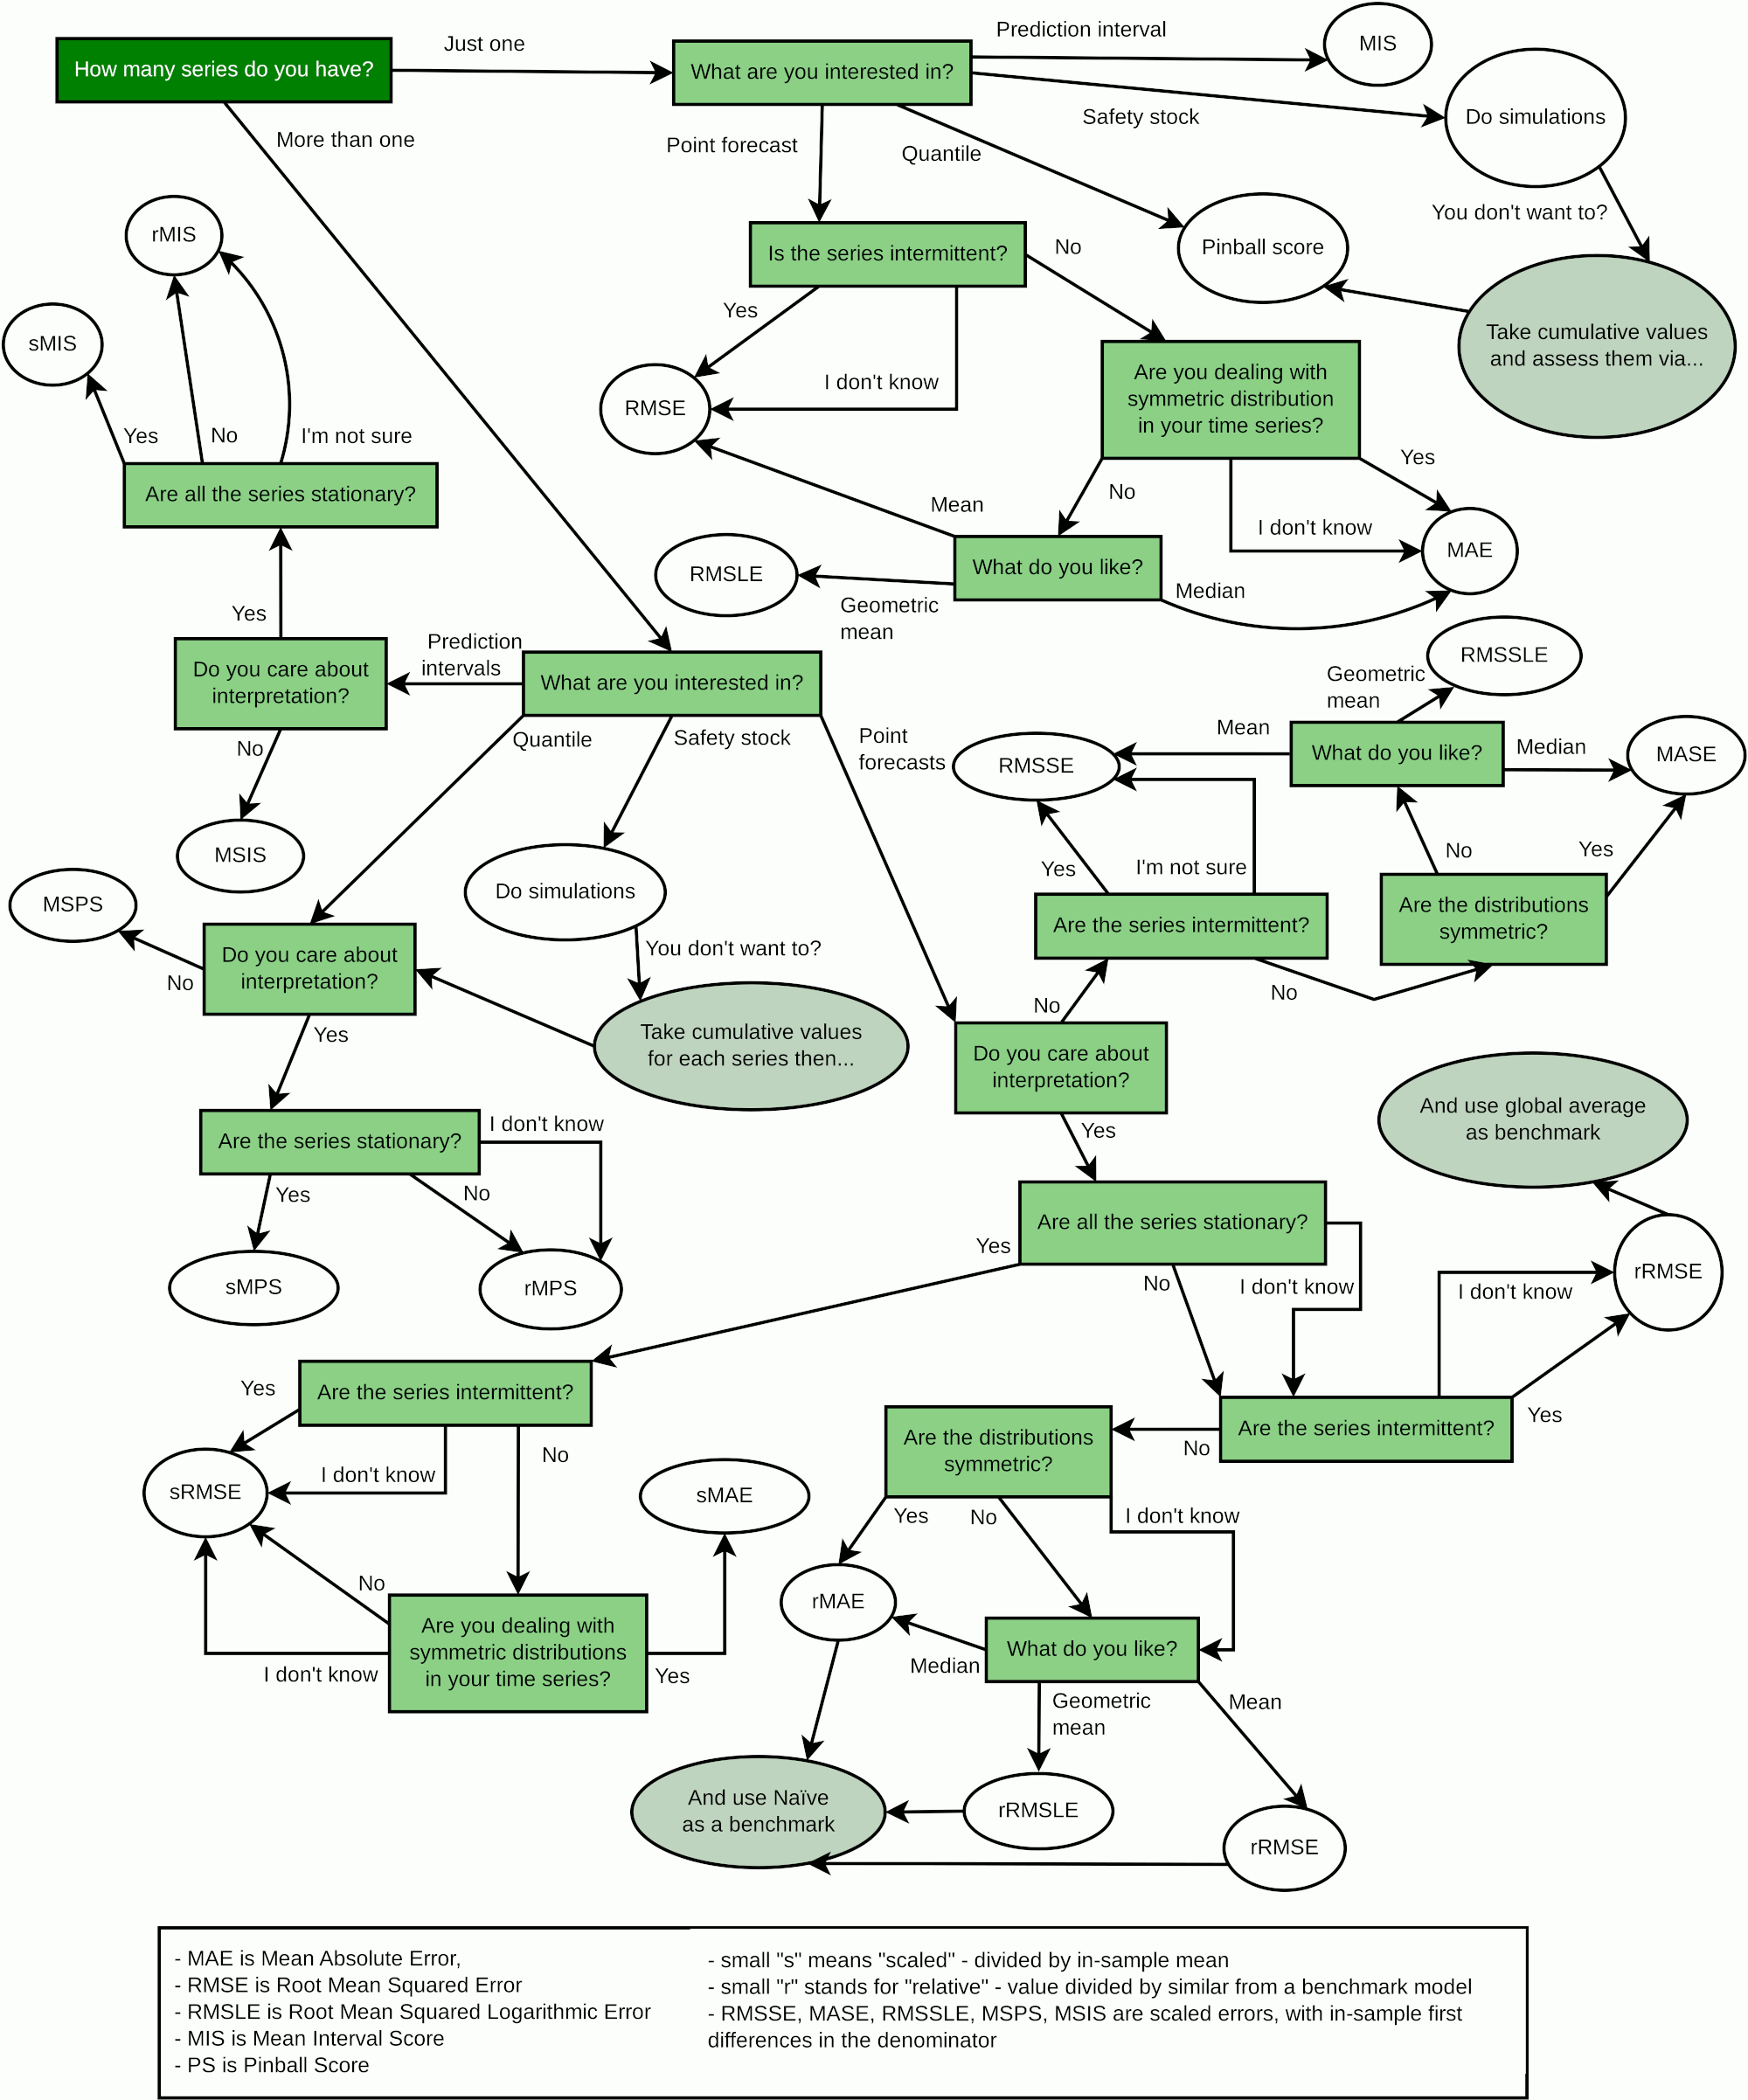 How many series do you have?
Just one
What are you interested in?
Prediction interval
MIS
Safety stock
Do simulations
More than one
Point forecast
Quantile
You don't want to?
rMIS
Is the series intermittent?
No
Pinball score
Yes
sMIS
I don't know
Take cumulative values
and assess them via...
RMSE
Are you dealing with
symmetric distribution
in your time series?
Yes
No
I'm not sure
Are all the series stationary?
Mean
No
Yes
I don't know
MAE
RMSLE
What do you like?
Median
Geometric
mean
Yes
Do you care about
interpretation?
Prediction
intervals
What are you interested in?
RMSSLE
Geometric
mean
No
Quantile
Safety stock
Point
forecasts
RMSSE
Mean
What do you like?
Median
MASE
MSIS
Do simulations
Yes
I'm not sure
No
Yes
MSPS
No
Do you care about
interpretation?
You don't want to?
Are the series intermittent?
Are the distributions
symmetric?
No
No
Yes
Take cumulative values
for each series then...
Do you care about
interpretation?
Are the series stationary?
I don't know
Yes
And use global average
as benchmark
Yes
No
Are all the series stationary?
Yes
No
I don't know
sMPS
rMPS
I don't know
rRMSE
Yes
Are the series intermittent?
No
I don't know
sRMSE
sMAE
Are the distributions
symmetric?
No
Are the series intermittent?
Yes
Yes
No
I don't know
No
rMAE
Are you dealing with
symmetric distributions
in your time series?
I don't know
Yes
What do you like?
Median
Geometric
mean
Mean
And use Naïve
as a benchmark
rRMSLE
rRMSE
- MAE is Mean Absolute Error,
- RMSE is Root Mean Squared Error
- RMSLE is Root Mean Squared Logarithmic Error
- MIS is Mean Interval Score
- PS is Pinball Score
- small "s" means "scaled" - divided by in-sample mean
- small "r" stands for "relative" - value divided by similar from a benchmark model
- RMSSE, MASE, RMSSLE, MSPS, MSIS are scaled errors, with in-sample first
differences in the denominator